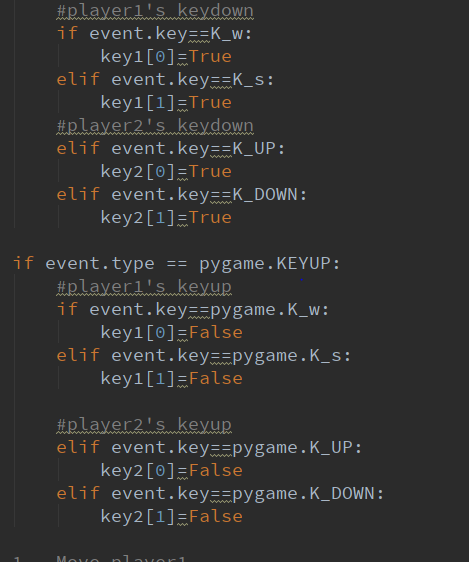 #player1's keydown
if event.key==K_w:
key1[0]=True
elif event.key==K_s:
key1[1]=True
#player2's keydown
elif event.key==K_UP:
key2[0]=True
elif event.key==K_DOWN:
key2[1]=True
if event.type == pygame.KEYUP:
#player1's keyup
if event.key==pygame.K_w:
key1[0]=False
elif event.key==pygame.K_s:
key1[1]=False
#player2's keyup
elif event.key==pygame.K_UP:
key2[0]=False
elif event.key==pygame.K_DOWN:
key2[1]=False
Move player1